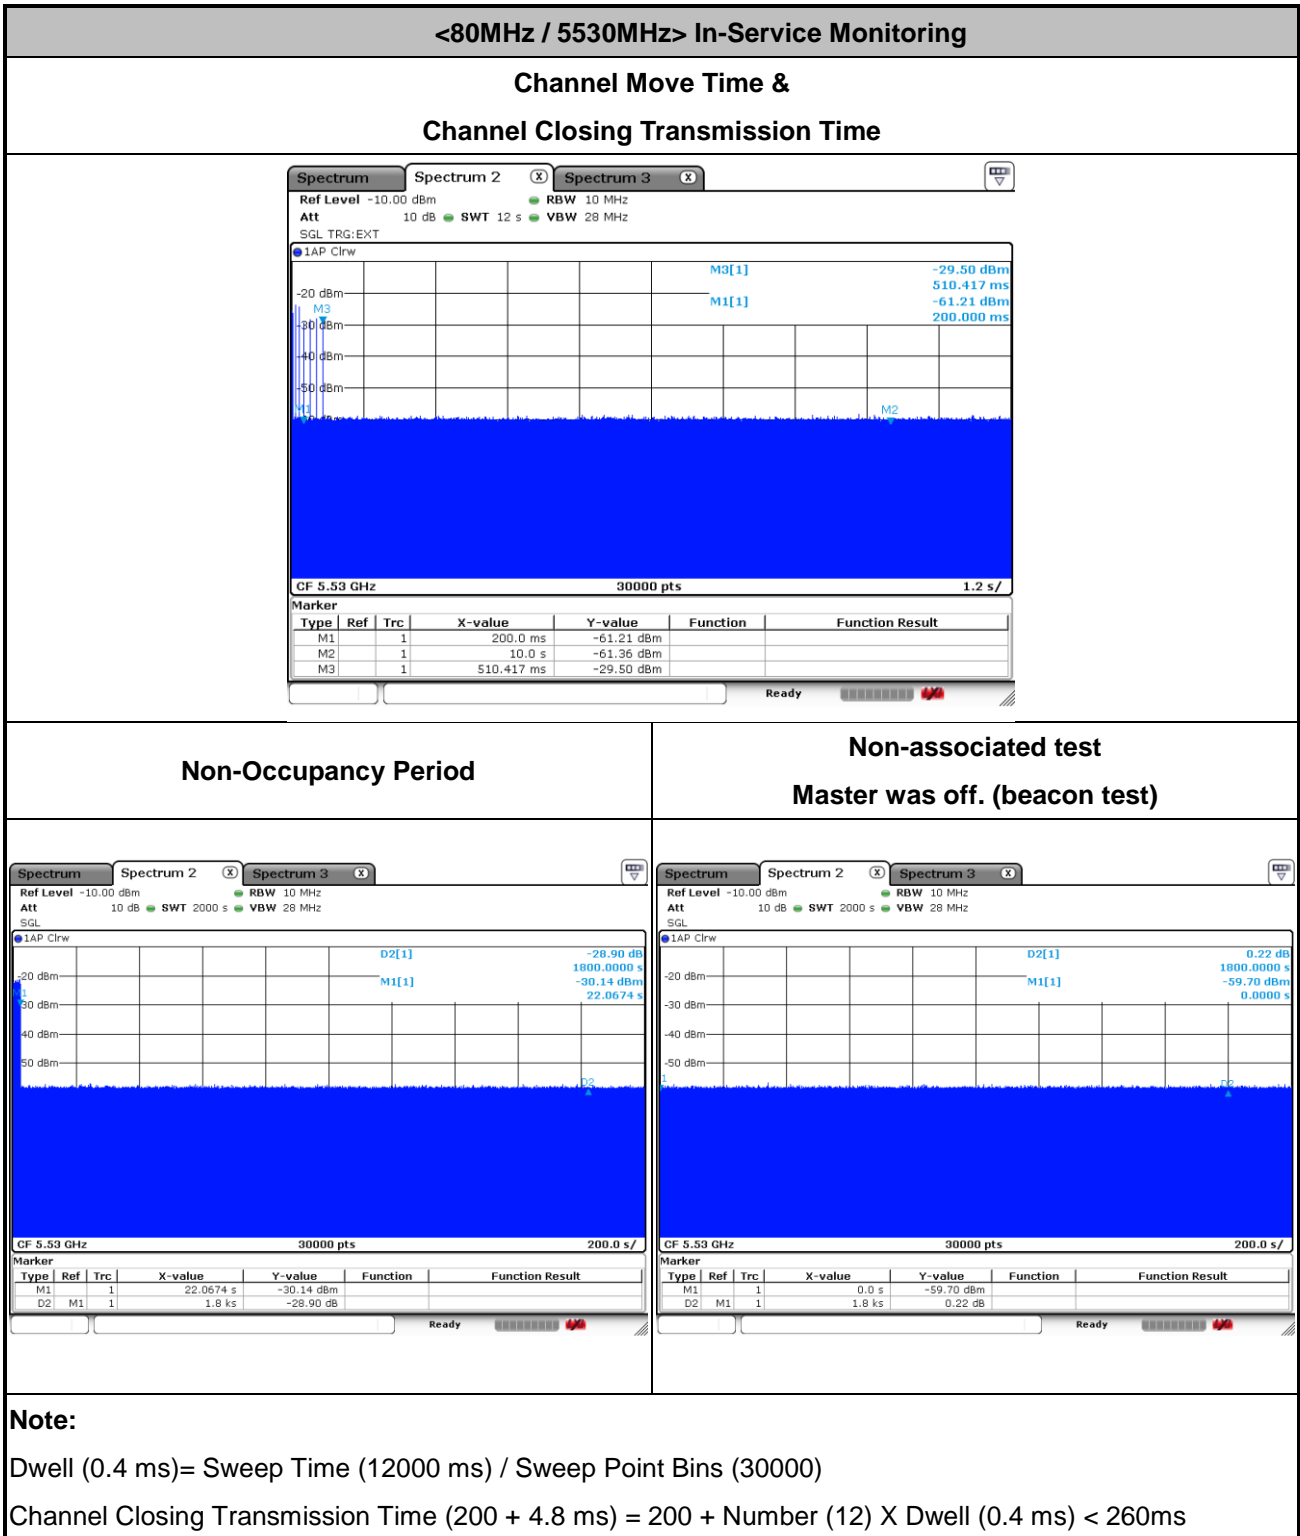 <80MHz / 5530MHz> In-Service Monitoring
Channel Move Time &
Channel Closing Transmission Time
Spectrum Spectrum 2 X Spectrum 3 X
Ref Level -10.00 dBm RBW 10 MHz
Att 10 dB SWT 12 s VBW 28 MHz
SGL TRG:EXT
1AP Clrw
M3[1] -29.50 dBm
510.417 ms
M1[1] -61.21 dBm
200.000 ms
-20 dBm
M3
-30 dBm
-40 dBm
-50 dBm
M1
M2
CF 5.53 GHz 30000 pts 1.2 s/
Marker
Type Ref Trc X-value Y-value Function Function Result
M1 1 200.0 ms -61.21 dBm
M2 1 10.0 s -61.36 dBm
M3 1 510.417 ms -29.50 dBm
Ready
Non-Occupancy Period
Non-associated test
Master was off. (beacon test)
Spectrum Spectrum 2 X Spectrum 3 X
Ref Level -10.00 dBm RBW 10 MHz
Att 10 dB SWT 2000 s VBW 28 MHz
SGL
1AP Clrw
D2[1] -28.90 dB
1800.0000 s
M1[1] -30.14 dBm
22.0674 s
-20 dBm
30 dBm
40 dBm
50 dBm
D2
CF 5.53 GHz 30000 pts 200.0 s/
Marker
Type Ref Trc X-value Y-value Function Function Result
M1 1 22.0674 s -30.14 dBm
D2 M1 1 1.8 ks -28.90 dB
Ready
Spectrum Spectrum 2 X Spectrum 3 X
Ref Level -10.00 dBm RBW 10 MHz
Att 10 dB SWT 2000 s VBW 28 MHz
SGL
1AP Clrw
D2[1] 0.22 dB
1800.0000 s
M1[1] -59.70 dBm
0.0000 s
-20 dBm
-30 dBm
-40 dBm
-50 dBm
1
D2
CF 5.53 GHz 30000 pts 200.0 s/
Marker
Type Ref Trc X-value Y-value Function Function Result
M1 1 0.0 s -59.70 dBm
D2 M1 1 1.8 ks 0.22 dB
Ready
Note:
Dwell (0.4 ms)= Sweep Time (12000 ms) / Sweep Point Bins (30000)
Channel Closing Transmission Time (200 + 4.8 ms) = 200 + Number (12) X Dwell (0.4 ms) < 260ms